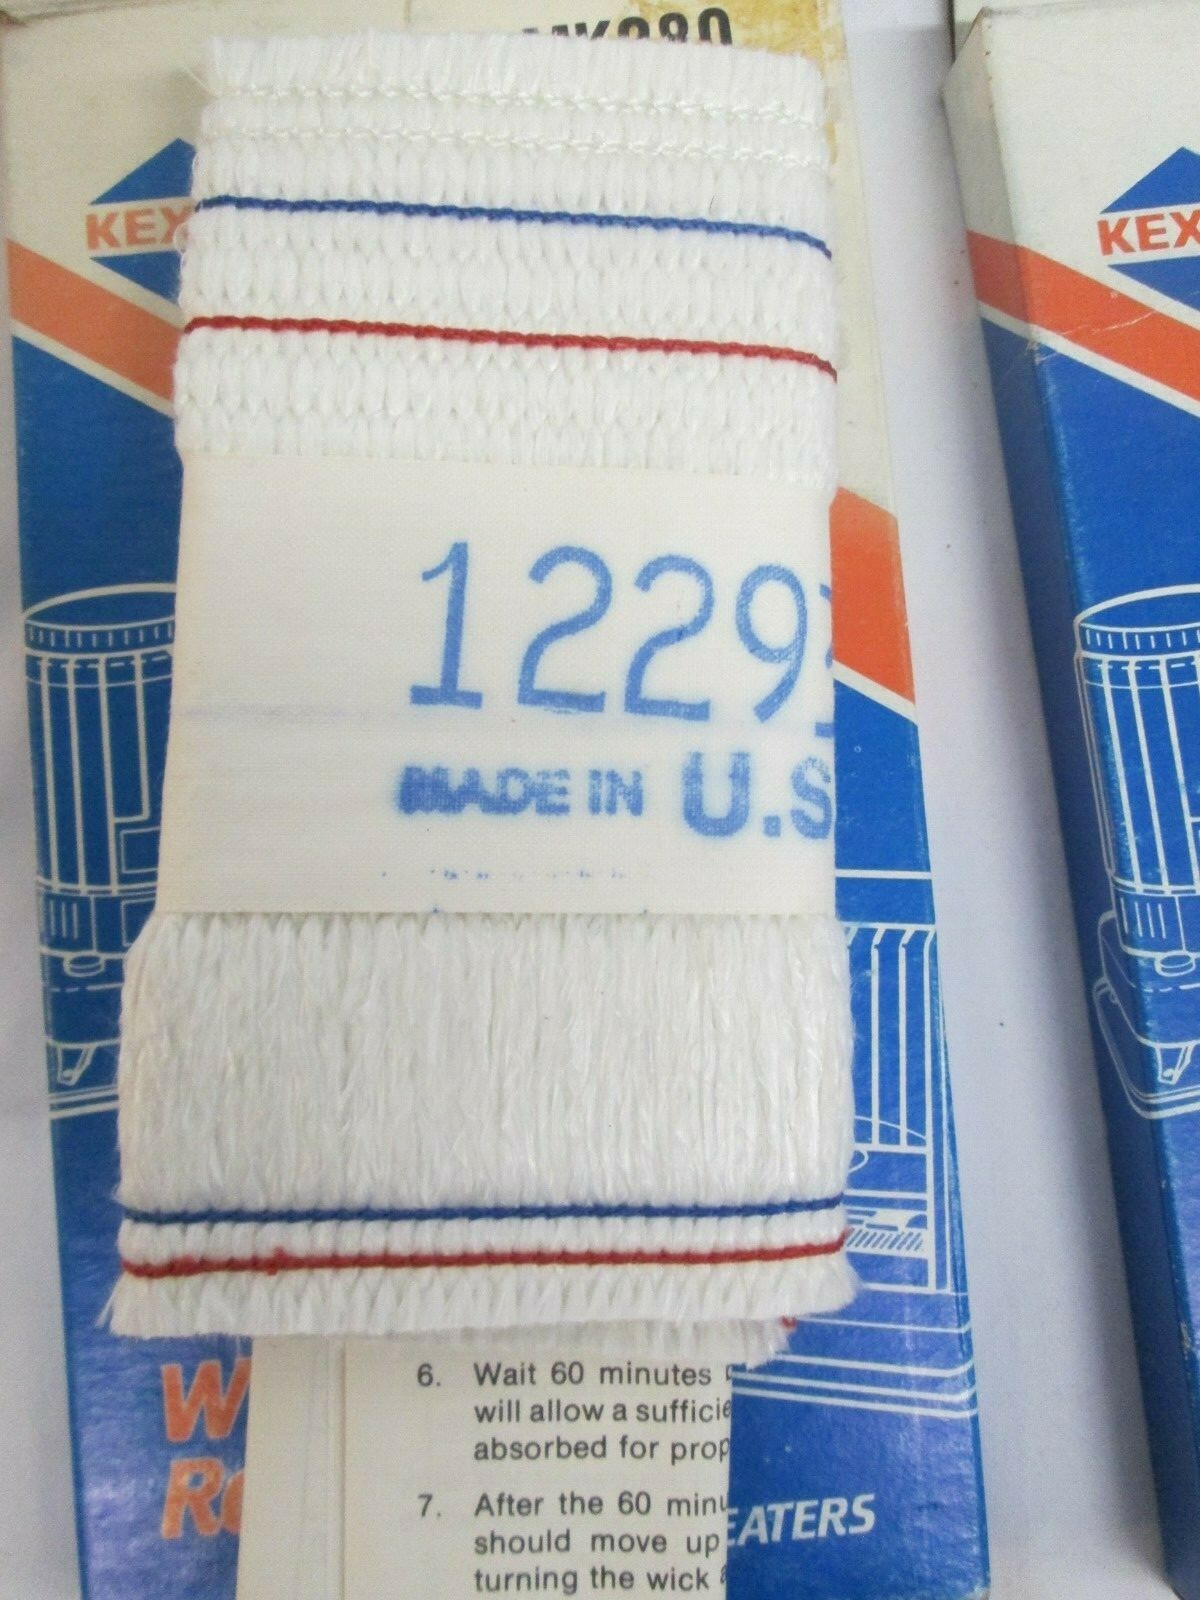 KEX
KEX
1229
MADE IN U.S
6. Wait 60 minutes
will allow a sufficie
absorbed for prop
7. After the 60 minu
should move up
turning the wick
EATERS
W